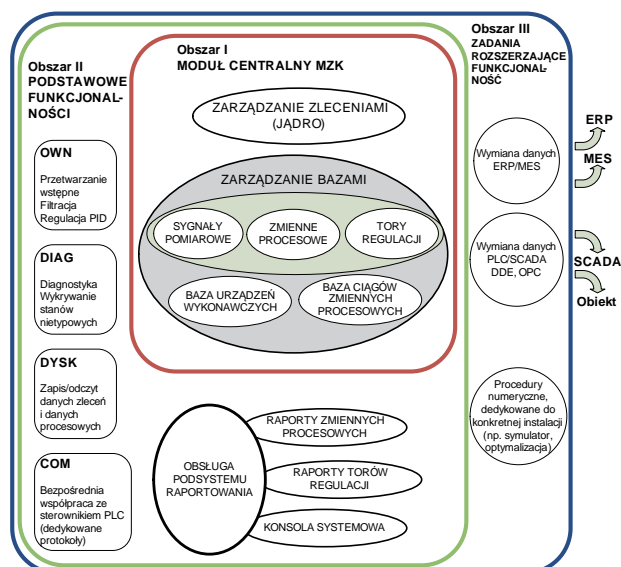 Obszar II
PODSTAWOWE
FUNKCJONAL-
NOŚCI
OWN
Przetwarzanie
wstępne
Filtracja
Regulacja PID
DIAG
Diagnostyka
Wykrywanie
stanów
nietypowych
DYSK
Zapis/odczyt
danych zleceń
i danych
procesowych
COM
Bezpośrednia
współpraca ze
sterownikiem PLC
(dedykowane
protokoły)
Obszar I
MODUŁ CENTRALNY MZK
ZARZĄDZANIE ZLECENIAMI
(JĄDRO)
ZARZĄDZANIE BAZAMI
SYGNAŁY
POMIAROWE
ZMIENNE
PROCESOWE
TORY
REGULACJI
BAZA URZĄDZEŃ
WYKONAWCZYCH
BAZA CIĄGÓW
ZMIENNYCH
PROCESOWYCH
OBSŁUGA
PODSYSTEMU
RAPORTOWANIA
RAPORTY ZMIENNYCH
PROCESOWYCH
RAPORTY TORÓW
REGULACJI
KONSOLA SYSTEMOWA
Obszar III
ZADANIA
ROZSZERZAJĄCE
FUNKCJONAL-
NOŚĆ
Wymiana danych
ERP/MES
Wymiana danych
PLC/SCADA
DDE, OPC
Procedury
numeryczne,
dedykowane do
konkretnej instalacji
(np. symulator,
optymalizacja)
ERP
MES
SCADA
Obiekt